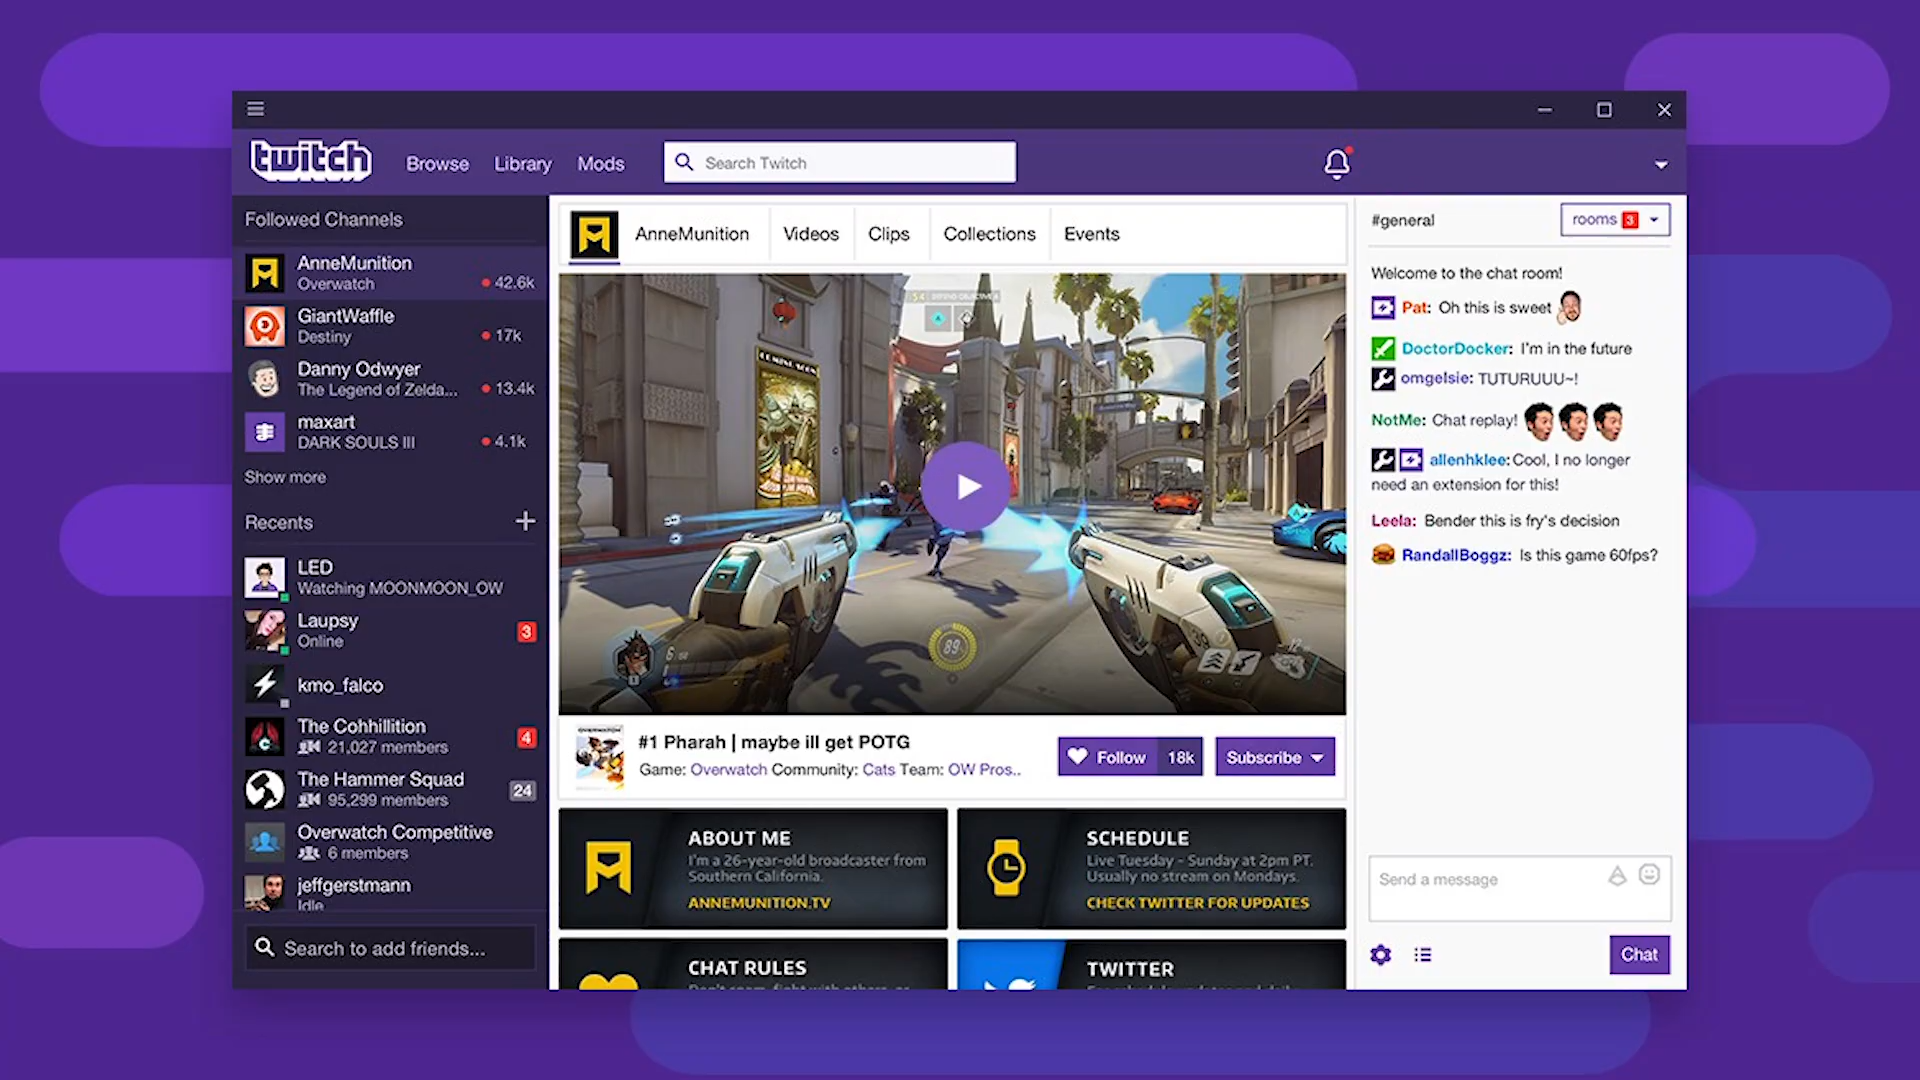 twitch
Browse
Library
Mods
Search Twitch
Followed Channels
AnneMunition
Overwatch
42.6k
GiantWaffle
Destiny
17k
Danny Odwyer
The Legend of Zelda...
13.4k
maxart
DARK SOULS III
4.1k
Show more
Recents
LED
Watching MOONMOON_OW
Laupsy
Online
3
kmo_falco
The Cohhillition
21,027 members
4
The Hammer Squad
95,299 members
24
Overwatch Competitive
6 members
jeffgerstmann
Idle
Search to add friends...
AnneMunition
Videos
Clips
Collections
Events
COMING SOON
89
6
30
12
OVERWATCH
#1 Pharah | maybe ill get POTG
Game: Overwatch Community: Cats Team: OW Pros..
Follow
18k
Subscribe
ABOUT ME
I'm a 26-year-old broadcaster from
Southern California.
ANNEMUNITION.TV
SCHEDULE
Live Tuesday - Sunday at 2pm PT.
Usually no stream on Mondays.
CHECK TWITTER FOR UPDATES
CHAT RULES
TWITTER
#general
rooms 3
Welcome to the chat room!
Pat: Oh this is sweet
DoctorDocker: I'm in the future
omgelsie: TUTURUUU~!
NotMe: Chat replay!
allenhklee: Cool, I no longer
need an extension for this!
Leela: Bender this is fry's decision
RandallBoggz: Is this game 60fps?
Send a message
Chat